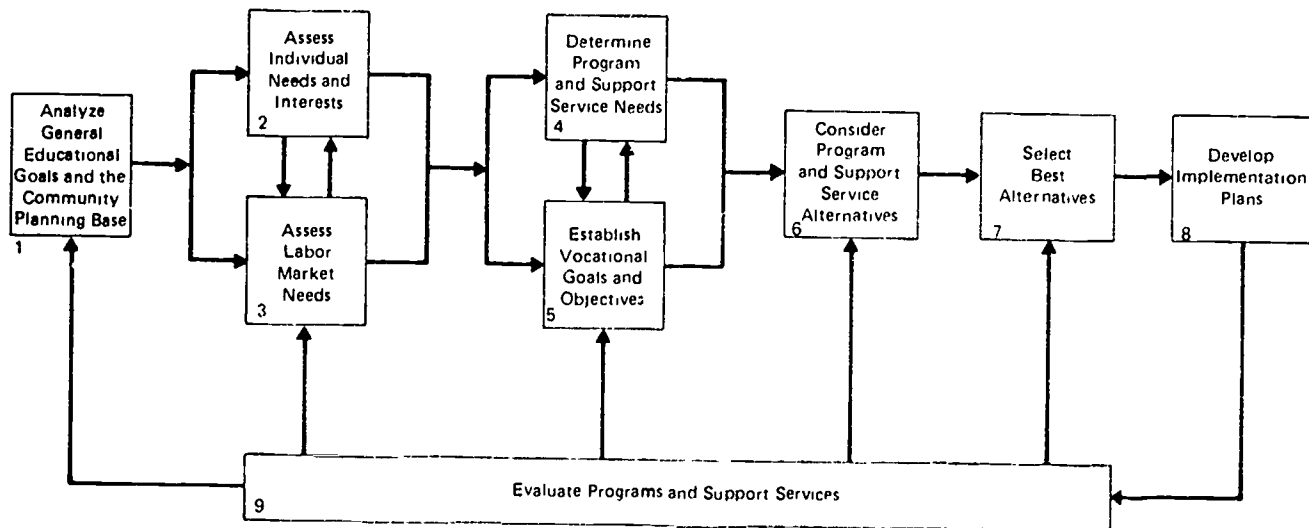 Analyze
General
Educational
Goals and the
Community
Planning Base
1
Assess
Individual
Needs and
Interests
2
Assess
Labor
Market
Needs
3
Determine
Program
and Support
Service Needs
4
Establish
Vocational
Goals and
Objectives
5
Consider
Program
and Support
Service
Alternatives
6
Select
Best
Alternatives
7
Develop
Implementation
Plans
8
Evaluate Programs and Support Services
9